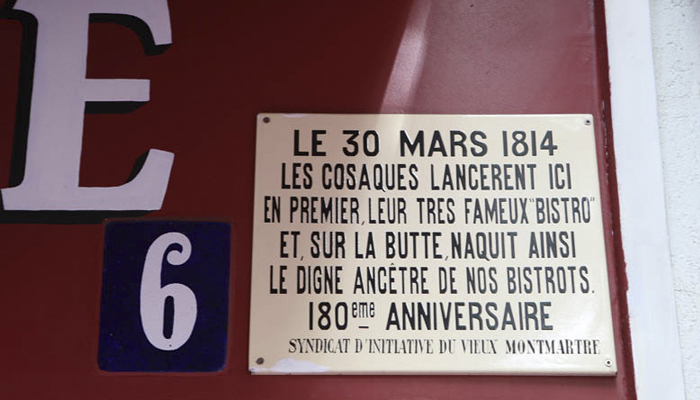 E
6
LE 30 MARS 1814
LES COSAQUES LANCERENT ICI
EN PREMIER, LEUR TRES FAMEUX "BISTRO"
ET, SUR LA BUTTE, NAQUIT AINSI
LE DIGNE ANCÊTRE DE NOS BISTROTS.
180eme ANNIVERSAIRE
SYNDICAT D'INITIATIVE DU VIEUX MONTMARTRE